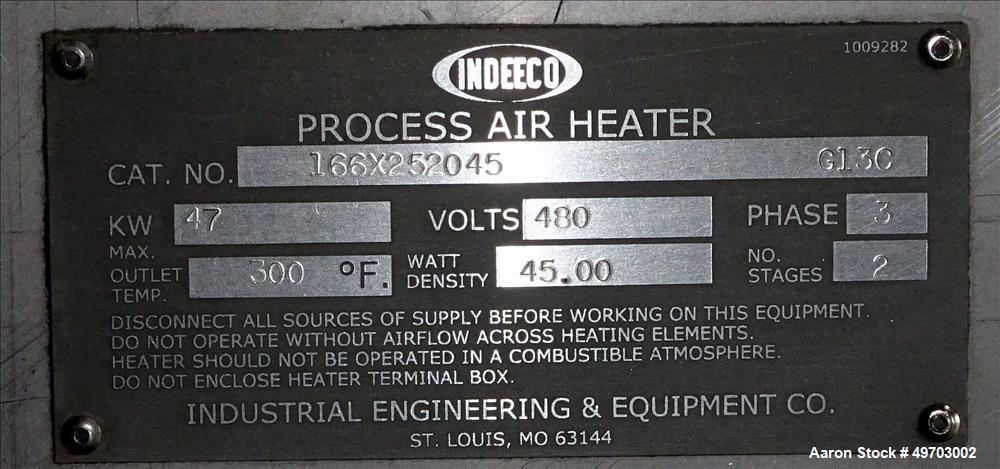 INDEECO
1009282
PROCESS AIR HEATER
CAT. NO. 166X252045 G13C
KW 47 VOLTS 480 PHASE 3
MAX. OUTLET TEMP. 300 °F. WATT DENSITY 45.00 NO. STAGES 2
DISCONNECT ALL SOURCES OF SUPPLY BEFORE WORKING ON THIS EQUIPMENT.
DO NOT OPERATE WITHOUT AIRFLOW ACROSS HEATING ELEMENTS.
HEATER SHOULD NOT BE OPERATED IN A COMBUSTIBLE ATMOSPHERE.
DO NOT ENCLOSE HEATER TERMINAL BOX.
INDUSTRIAL ENGINEERING & EQUIPMENT CO.
ST. LOUIS, MO 63144
Aaron Stock # 49703002